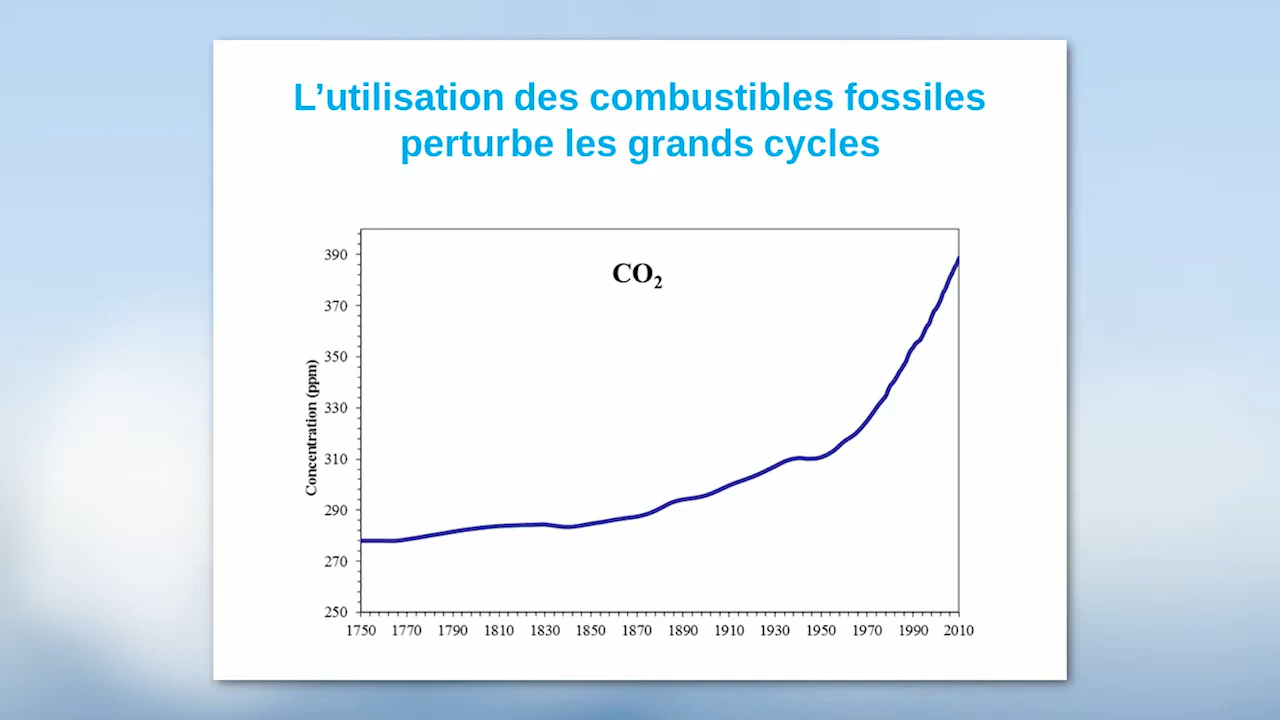 L’utilisation des combustibles fossiles
perturbe les grands cycles
CO₂
Concentration (ppm)
390
370
350
330
310
290
270
250
1750 1770 1790 1810 1830 1850 1870 1890 1910 1930 1950 1970 1990 2010